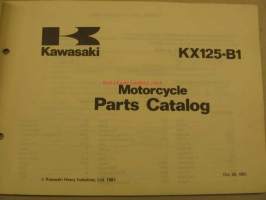 Kawasaki
KX125-B1
Motorcycle
Parts Catalog
© Kawasaki Heavy Industries, Ltd. 1981